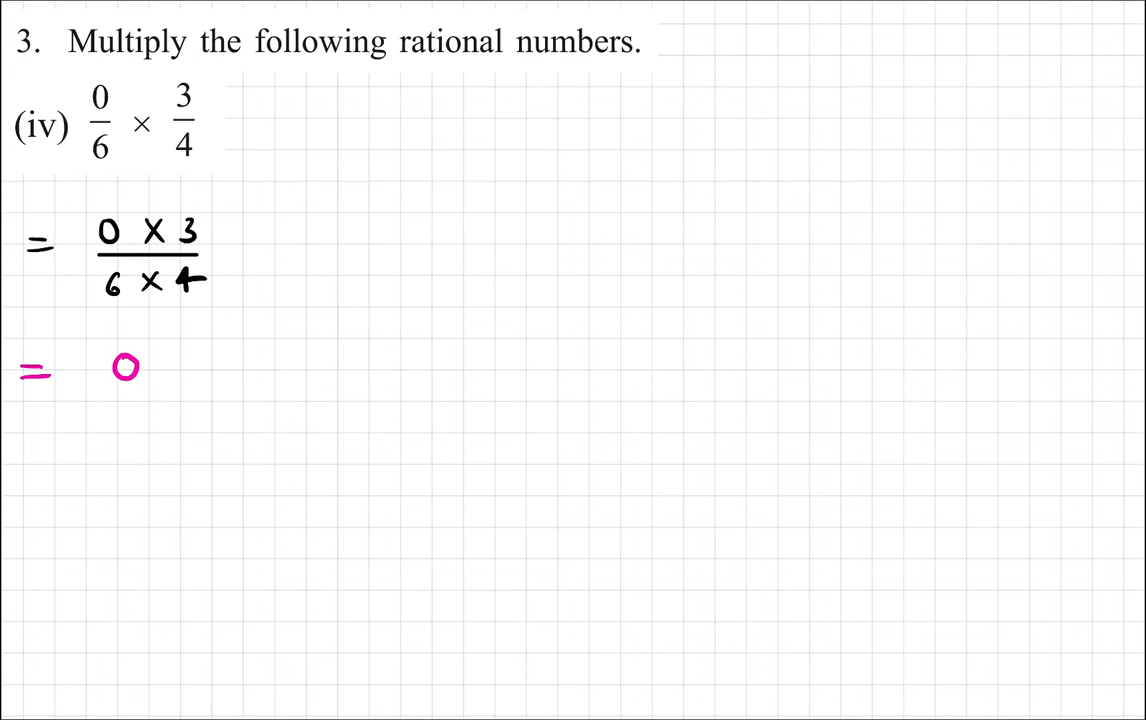 3. Multiply the following rational numbers.
(iv) 0/6 × 3/4
= 0 × 3 / 6 × 4
= 0